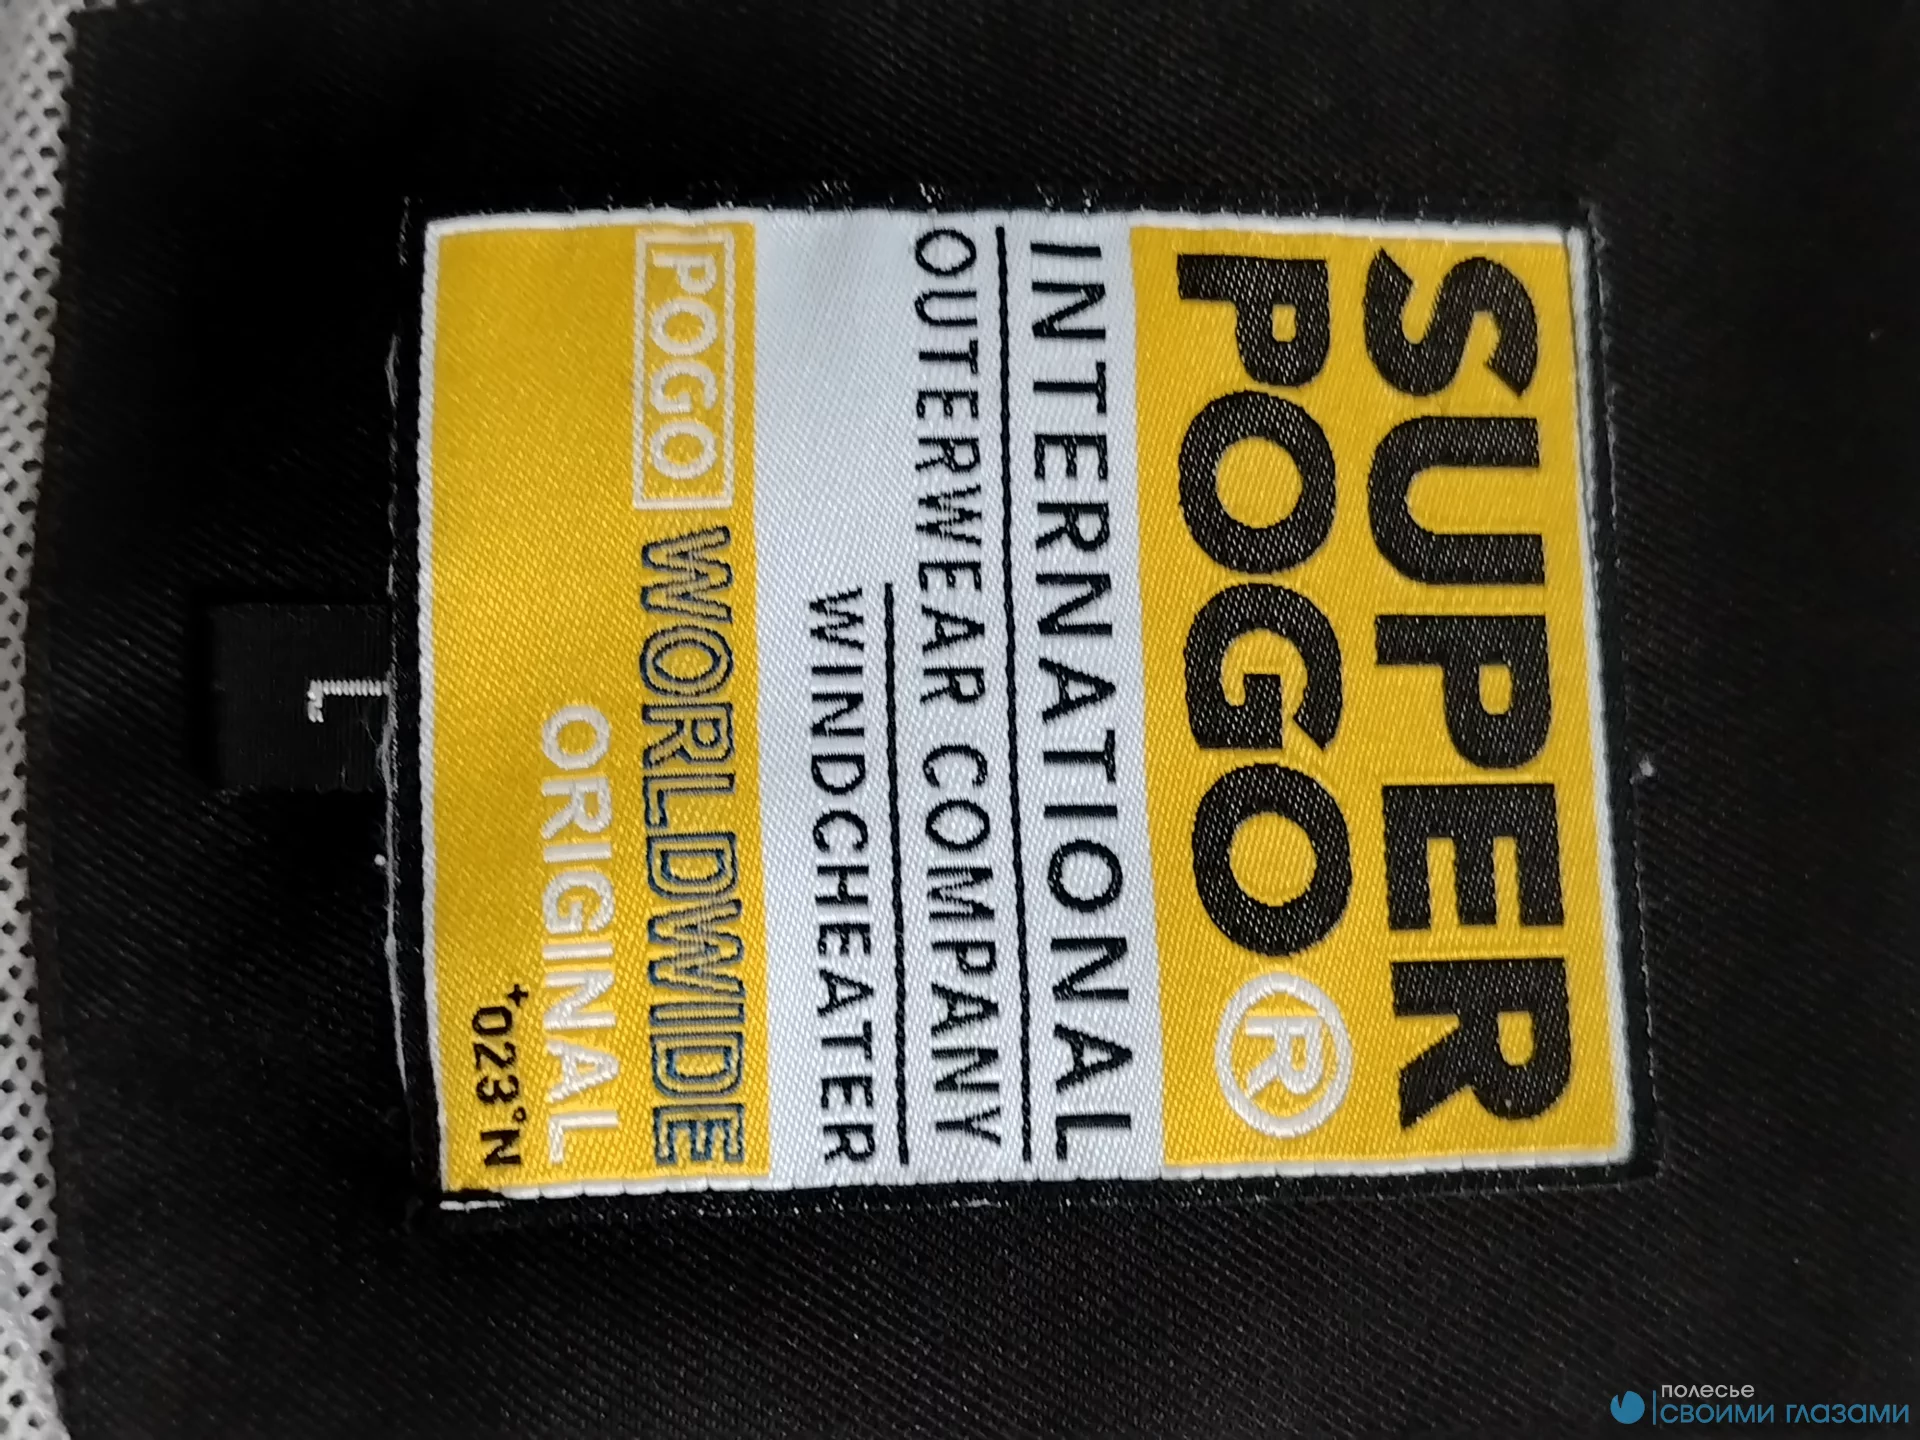 SUPER
POGO®
INTERNATIONAL
OUTERWEAR COMPANY
WINDCHEATER
POGO WORLDWIDE
ORIGINAL
+023°N
L
полесье
СВОИМИ ГЛАЗАМИ